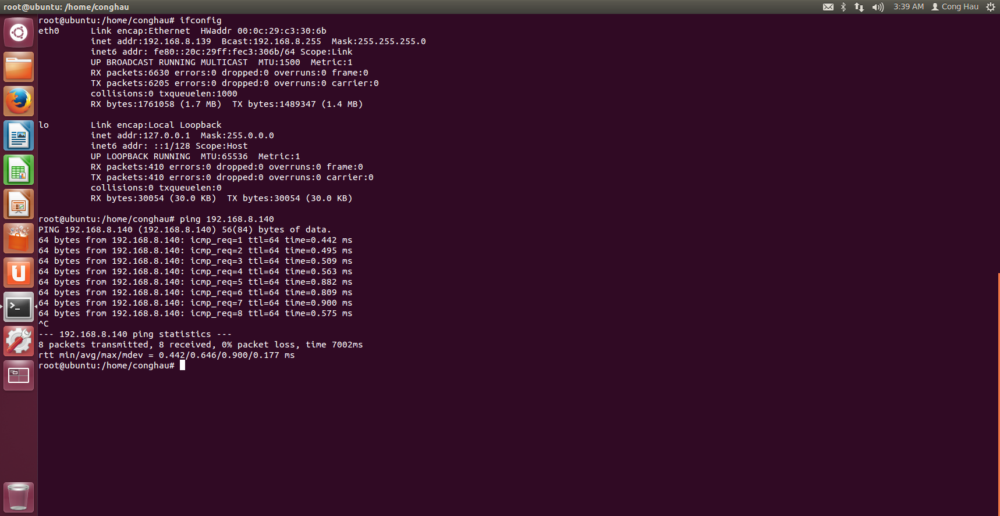 root@ubuntu: /home/conghau
3:39 AM Cong Hau
root@ubuntu:/home/conghau# ifconfig
eth0      Link encap:Ethernet  HWaddr 00:0c:29:c3:30:6b
          inet addr:192.168.8.139  Bcast:192.168.8.255  Mask:255.255.255.0
          inet6 addr: fe80::20c:29ff:fec3:306b/64 Scope:Link
          UP BROADCAST RUNNING MULTICAST  MTU:1500  Metric:1
          RX packets:6630 errors:0 dropped:0 overruns:0 frame:0
          TX packets:6205 errors:0 dropped:0 overruns:0 carrier:0
          collisions:0 txqueuelen:1000
          RX bytes:1761058 (1.7 MB)  TX bytes:1489347 (1.4 MB)
lo        Link encap:Local Loopback
          inet addr:127.0.0.1  Mask:255.0.0.0
          inet6 addr: ::1/128 Scope:Host
          UP LOOPBACK RUNNING  MTU:65536  Metric:1
          RX packets:410 errors:0 dropped:0 overruns:0 frame:0
          TX packets:410 errors:0 dropped:0 overruns:0 carrier:0
          collisions:0 txqueuelen:0
          RX bytes:30054 (30.0 KB)  TX bytes:30054 (30.0 KB)
root@ubuntu:/home/conghau# ping 192.168.8.140
PING 192.168.8.140 (192.168.8.140) 56(84) bytes of data.
64 bytes from 192.168.8.140: icmp_req=1 ttl=64 time=0.442 ms
64 bytes from 192.168.8.140: icmp_req=2 ttl=64 time=0.495 ms
64 bytes from 192.168.8.140: icmp_req=3 ttl=64 time=0.509 ms
64 bytes from 192.168.8.140: icmp_req=4 ttl=64 time=0.563 ms
64 bytes from 192.168.8.140: icmp_req=5 ttl=64 time=0.882 ms
64 bytes from 192.168.8.140: icmp_req=6 ttl=64 time=0.809 ms
64 bytes from 192.168.8.140: icmp_req=7 ttl=64 time=0.900 ms
64 bytes from 192.168.8.140: icmp_req=8 ttl=64 time=0.575 ms
^C
--- 192.168.8.140 ping statistics ---
8 packets transmitted, 8 received, 0% packet loss, time 7002ms
rtt min/avg/max/mdev = 0.442/0.646/0.900/0.177 ms
root@ubuntu:/home/conghau#